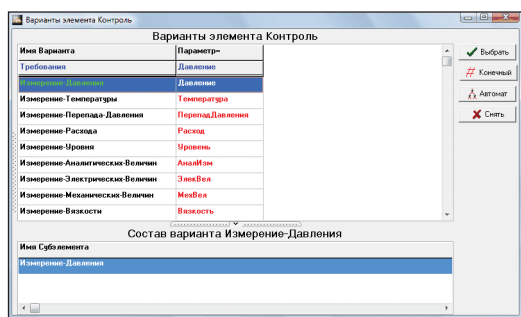 Варианты элемента Контроль
Варианты элемента Контроль
Имя Варианта Параметр=
Требования Давление
Измерение-Давления Давление
Измерение-Температуры Температура
Измерение-Перепада-Давления ПерепадДавления
Измерение-Расхода Расход
Измерение-Уровня Уровень
Измерение-Аналитических-Величин АналИзм
Измерение-Электрических-Величин ЭлекВел
Измерение-Механических-Величин МехВел
Измерение-Вязкости Вязкость
Выбрать
Конечный
Автомат
Снять
Состав варианта Измерение-Давления
Имя Субэлемента
Измерение-Давления